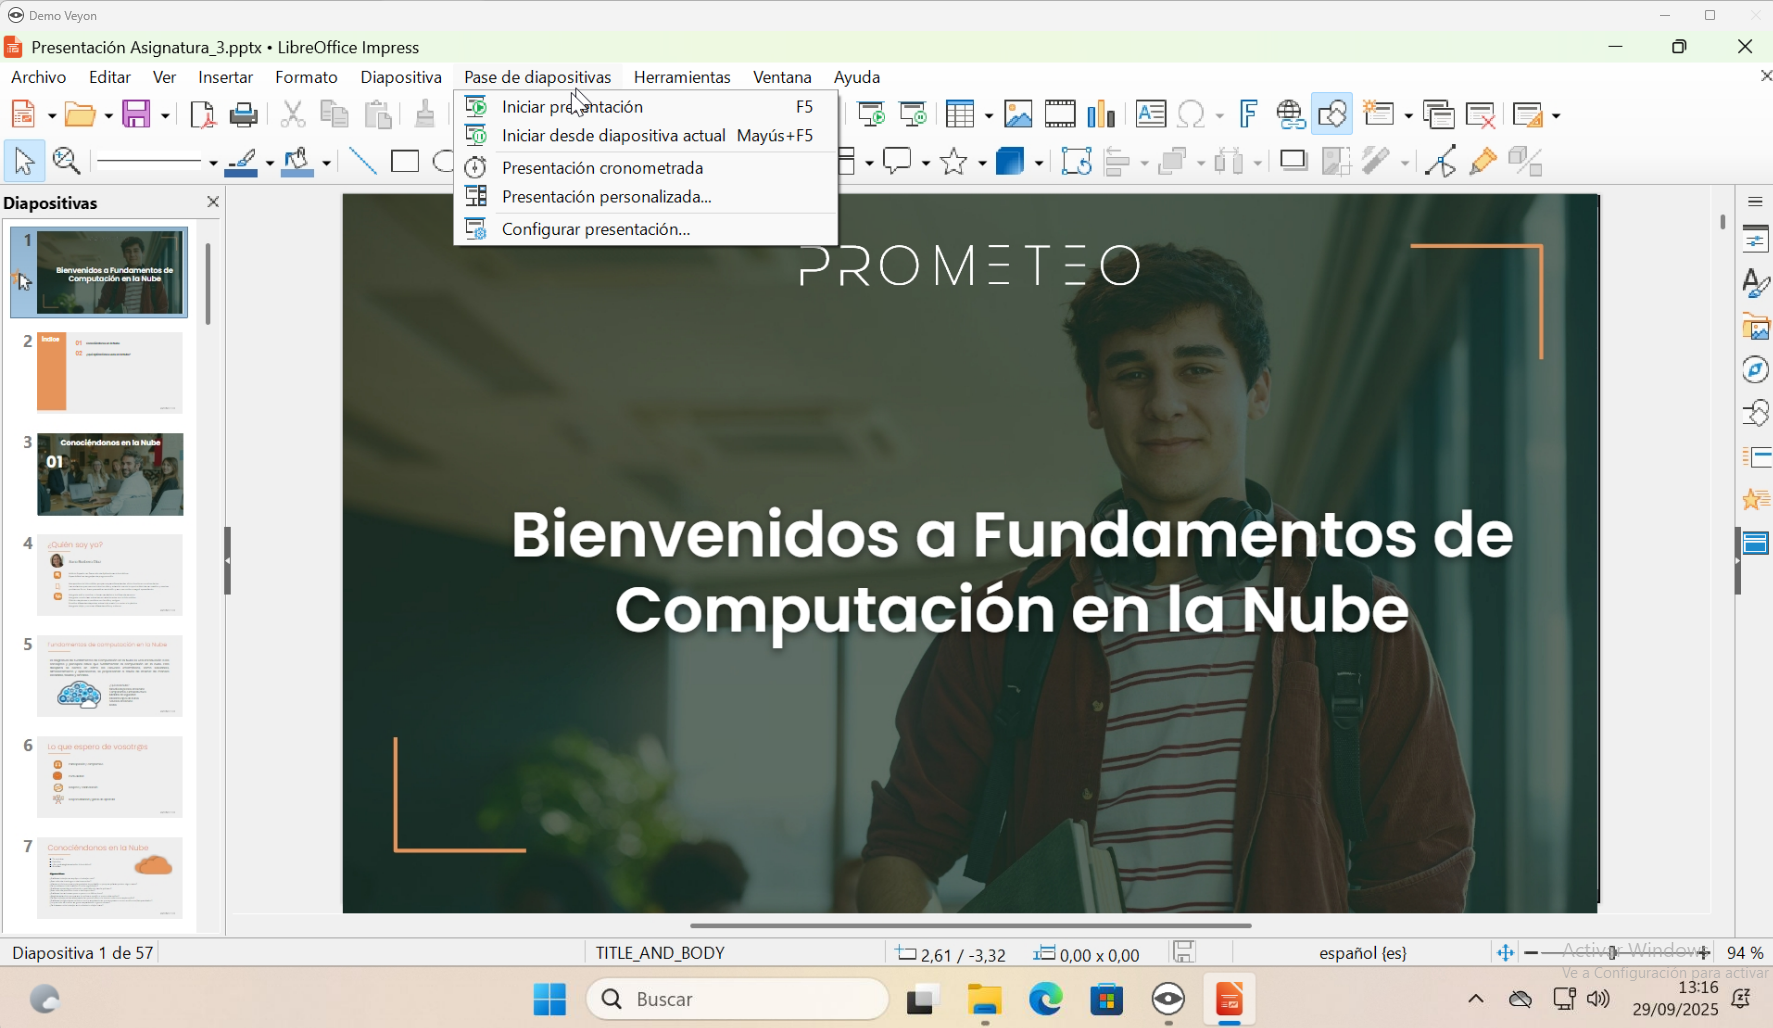 Demo Veyon
Presentación Asignatura_3.pptx • LibreOffice Impress
Archivo Editar Ver Insertar Formato Diapositiva Pase de diapositivas Herramientas Ventana Ayuda
Iniciar presentación F5
Iniciar desde diapositiva actual Mayús+F5
Presentación cronometrada
Presentación personalizada...
Configurar presentación...
Diapositivas
1
Bienvenidos a Fundamentos de
Computación en la Nube
2
Índice
01
02
3
Conociéndonos en la Nube
01
4
¿Quién soy yo?
5
Fundamentos de computación en la Nube
6
Lo que espero de vosotr@s
7
Conociéndonos en la Nube
PROMETEO
Bienvenidos a Fundamentos de
Computación en la Nube
Diapositiva 1 de 57
TITLE_AND_BODY
2,61 / -3,32
0,00 x 0,00
español (es)
94 %
Activar Windows
Ve a Configuración para activar
Buscar
13:16
29/09/2025